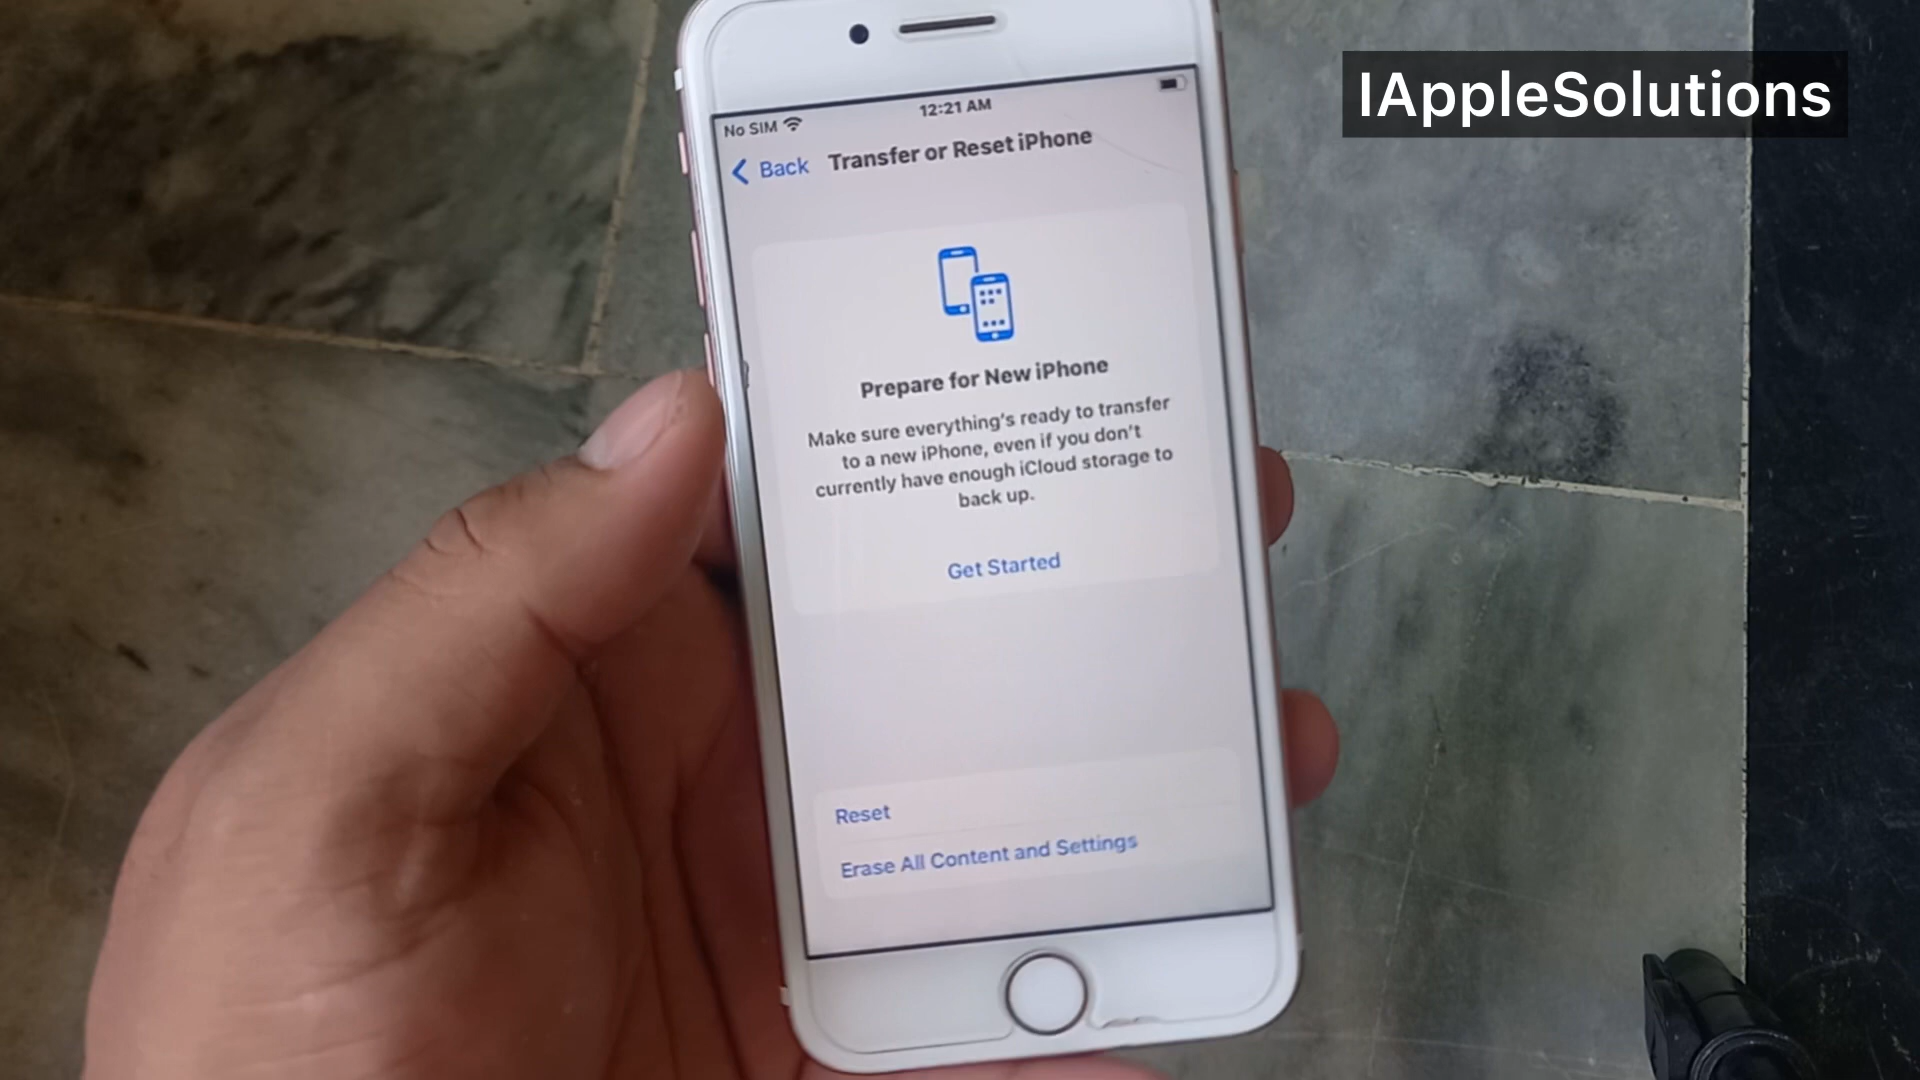 IAppleSolutions
No SIM
12:21 AM
Back
Transfer or Reset iPhone
Prepare for New iPhone
Make sure everything's ready to transfer
to a new iPhone, even if you don't
currently have enough iCloud storage to
back up.
Get Started
Reset
Erase All Content and Settings